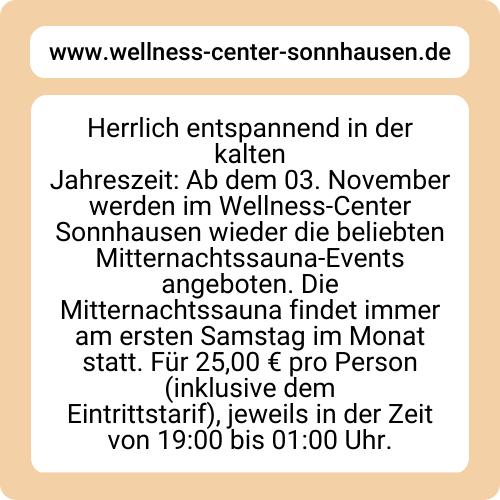 www.wellness-center-sonnhausen.de
Herrlich entspannend in der
kalten
Jahreszeit: Ab dem 03. November
werden im Wellness-Center
Sonnhausen wieder die beliebten
Mitternachtssauna-Events
angeboten. Die
Mitternachtssauna findet immer
am ersten Samstag im Monat
statt. Für 25,00 € pro Person
(inklusive dem
Eintrittstarif), jeweils in der Zeit
von 19:00 bis 01:00 Uhr.